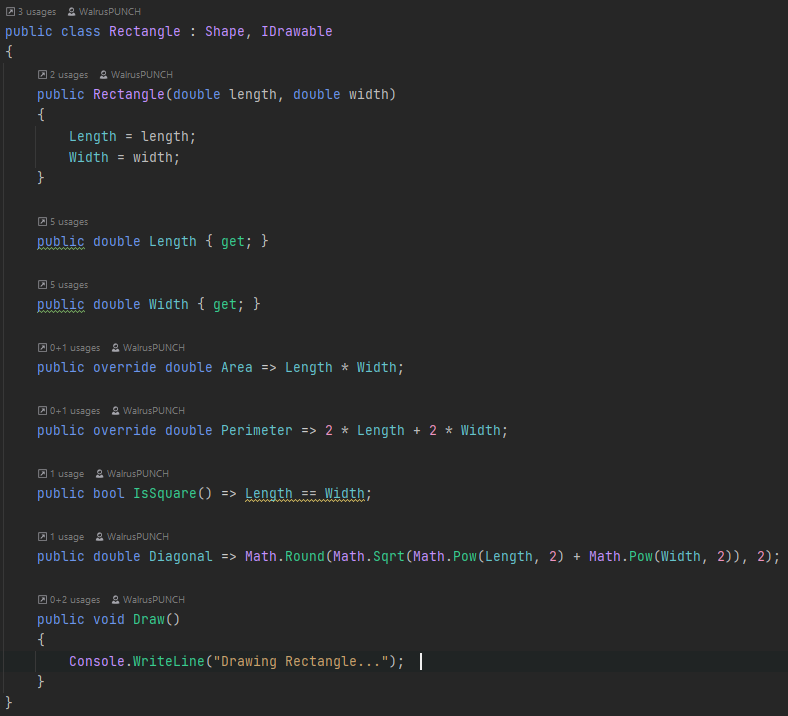 3 usages WalrusPUNCH
public class Rectangle : Shape, IDrawable
{
2 usages WalrusPUNCH
public Rectangle(double length, double width)
{
Length = length;
Width = width;
}
5 usages
public double Length { get; }
5 usages
public double Width { get; }
0+1 usages WalrusPUNCH
public override double Area => Length * Width;
0+1 usages WalrusPUNCH
public override double Perimeter => 2 * Length + 2 * Width;
1 usage WalrusPUNCH
public bool IsSquare() => Length == Width;
1 usage WalrusPUNCH
public double Diagonal => Math.Round(Math.Sqrt(Math.Pow(Length, 2) + Math.Pow(Width, 2)), 2);
0+2 usages WalrusPUNCH
public void Draw()
{
Console.WriteLine("Drawing Rectangle...");
}
}